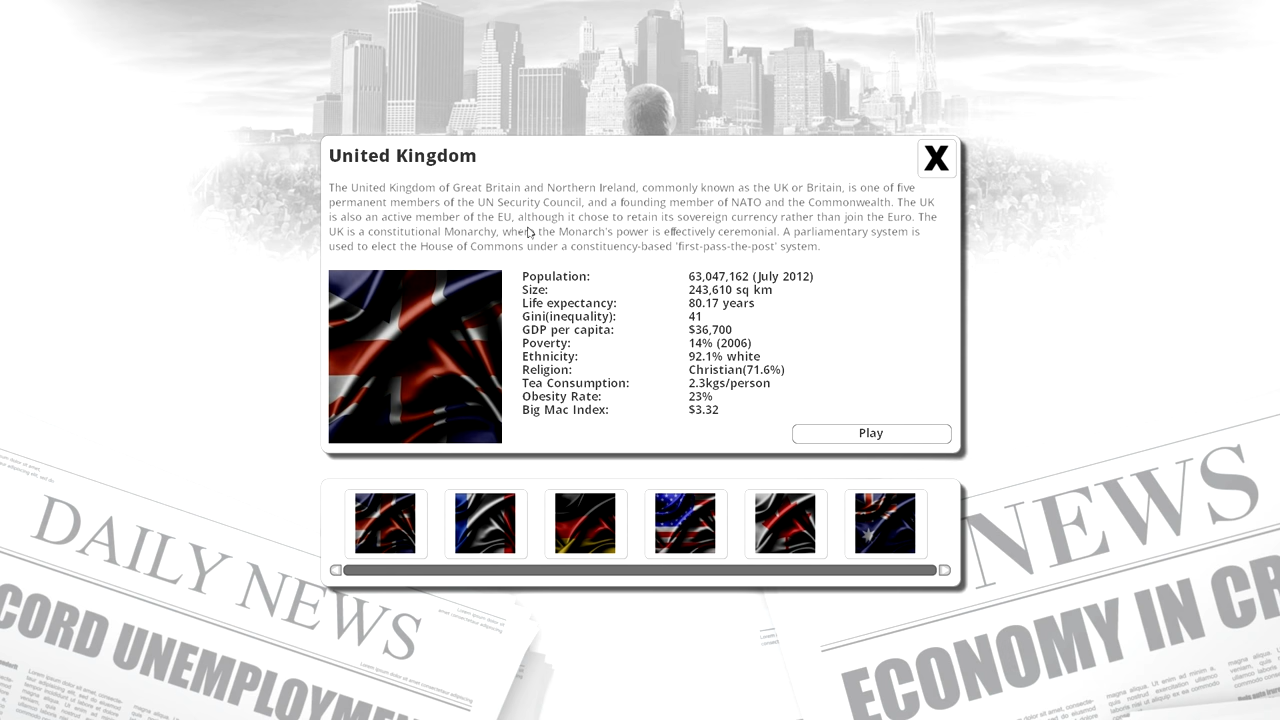 United Kingdom
X
The United Kingdom of Great Britain and Northern Ireland, commonly known as the UK or Britain, is one of five
permanent members of the UN Security Council, and a founding member of NATO and the Commonwealth. The UK
is also an active member of the EU, although it chose to retain its sovereign currency rather than join the Euro. The
UK is a constitutional Monarchy, where the Monarch's power is effectively ceremonial. A parliamentary system is
used to elect the House of Commons under a constituency-based 'first-pass-the-post' system.
Population: 63,047,162 (July 2012)
Size: 243,610 sq km
Life expectancy: 80.17 years
Gini(inequality): 41
GDP per capita: $36,700
Poverty: 14% (2006)
Ethnicity: 92.1% white
Religion: Christian(71.6%)
Tea Consumption: 2.3kgs/person
Obesity Rate: 23%
Big Mac Index: $3.32
Play
DAILY NEWS
CORD UNEMPLOYME
NEWS
ECONOMY IN CR